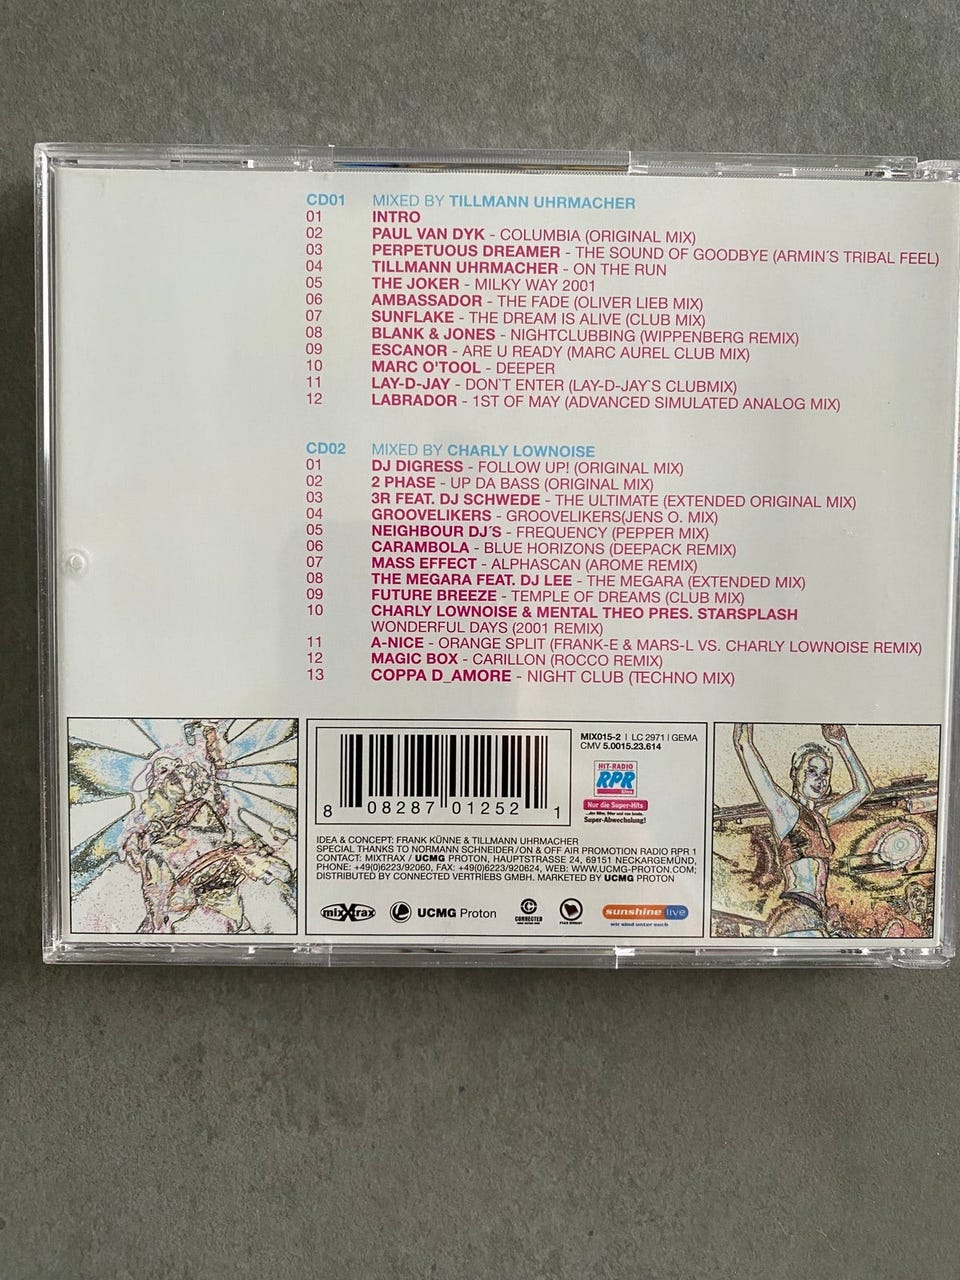 CD01 MIXED BY TILLMANN UHRMACHER
01 INTRO
02 PAUL VAN DYK - COLUMBIA (ORIGINAL MIX)
03 PERPETUOUS DREAMER - THE SOUND OF GOODBYE (ARMIN´S TRIBAL FEEL)
04 TILLMANN UHRMACHER - ON THE RUN
05 THE JOKER - MILKY WAY 2001
06 AMBASSADOR - THE FADE (OLIVER LIEB MIX)
07 SUNFLAKE - THE DREAM IS ALIVE (CLUB MIX)
08 BLANK & JONES - NIGHTCLUBBING (WIPPENBERG REMIX)
09 ESCANOR - ARE U READY (MARC AUREL CLUB MIX)
10 MARC O'TOOL - DEEPER
11 LAY-D-JAY - DON`T ENTER (LAY-D-JAY`S CLUBMIX)
12 LABRADOR - 1ST OF MAY (ADVANCED SIMULATED ANALOG MIX)
CD02 MIXED BY CHARLY LOWNOISE
01 DJ DIGRESS - FOLLOW UP! (ORIGINAL MIX)
02 2 PHASE - UP DA BASS (ORIGINAL MIX)
03 3R FEAT. DJ SCHWEDE - THE ULTIMATE (EXTENDED ORIGINAL MIX)
04 GROOVELIKERS - GROOVELIKERS(JENS O. MIX)
05 NEIGHBOUR DJ´S - FREQUENCY (PEPPER MIX)
06 CARAMBOLA - BLUE HORIZONS (DEEPACK REMIX)
07 MASS EFFECT - ALPHASCAN (AROME REMIX)
08 THE MEGARA FEAT. DJ LEE - THE MEGARA (EXTENDED MIX)
09 FUTURE BREEZE - TEMPLE OF DREAMS (CLUB MIX)
10 CHARLY LOWNOISE & MENTAL THEO PRES. STARSPLASH
WONDERFUL DAYS (2001 REMIX)
11 A-NICE - ORANGE SPLIT (FRANK-E & MARS-L VS. CHARLY LOWNOISE REMIX)
12 MAGIC BOX - CARILLON (ROCCO REMIX)
13 COPPA D_AMORE - NIGHT CLUB (TECHNO MIX)
8 08287 01252 1
MIX015-2 | LC 2971 | GEMA
CMV 5.0015.23.614
HIT-RADIO
RPR
Eins
Nur die Super-Hits
Super-Abwechslung!
IDEA & CONCEPT: FRANK KÜNNE & TILLMANN UHRMACHER
SPECIAL THANKS TO NORMANN SCHNEIDER/ON & OFF AIR PROMOTION RADIO RPR 1
CONTACT: MIXTRAX / UCMG PROTON, HAUPTSTRASSE 24, 69151 NECKARGEMÜND,
PHONE: +49(0)6223/92060, FAX: +49(0)6223/920624, WEB: WWW.UCMG-PROTON.COM;
DISTRIBUTED BY CONNECTED VERTRIEBS GMBH. MARKETED BY UCMG PROTON
mixXtrax
UCMG Proton
CONNECTED
sunshine live
wir sind unter euch